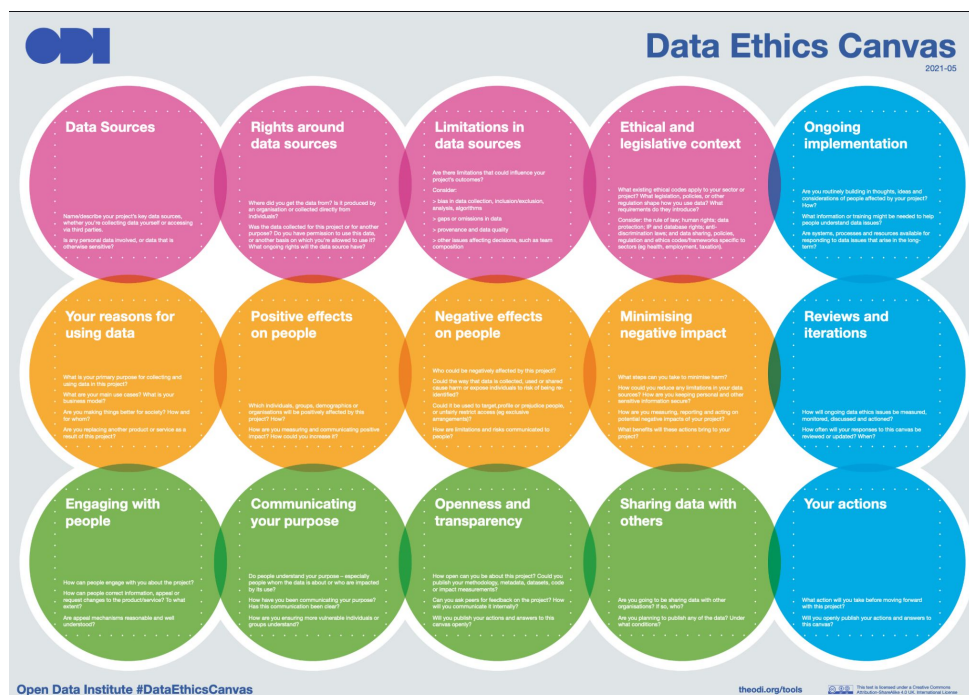 ODI
Data Ethics Canvas
2021-05
Data Sources
Name/describe your project's key data sources,
whether you're collecting data yourself or accessing
via third parties.
Is any personal data involved, or data that is
otherwise sensitive?
Rights around
data sources
Where did you get the data from? Is it produced by
an organisation or collected directly from
individuals?
Was the data collected for this project or for another
purpose? Do you have permission to use this data,
or another basis on which you're allowed to use it?
What ongoing rights will the data source have?
Limitations in
data sources
Are there limitations that could influence your
project's outcomes?
Consider:
> bias in data collection, inclusion/exclusion,
analysis, algorithms
> gaps or omissions in data
> provenance and data quality
> other issues affecting decisions, such as team
composition
Ethical and
legislative context
What existing ethical codes apply to your sector or
project? What legislation, policies, or other
regulation shape how you use data? What
requirements do they introduce?
Consider: the rule of law; human rights; data
protection; IP and database rights; anti-
discrimination laws; and data sharing, policies,
regulation and ethics codes/frameworks specific to
sectors (eg health, employment, taxation).
Ongoing
implementation
Are you routinely building in thoughts, ideas and
considerations of people affected by your project?
How?
What information or training might be needed to help
people understand data issues?
Are systems, processes and resources available for
responding to data issues that arise in the long-
term?
Your reasons for
using data
What is your primary purpose for collecting and
using data in this project?
What are your main use cases? What is your
business model?
Are you making things better for society? How and
for whom?
Are you replacing another product or service as a
result of this project?
Positive effects
on people
Which individuals, groups, demographics or
organisations will be positively affected by this
project? How?
How are you measuring and communicating positive
impact? How could you increase it?
Negative effects
on people
Who could be negatively affected by this project?
Could the way that data is collected, used or shared
cause harm or expose individuals to risk of being re-
identified?
Could it be used to target, profile or prejudice people,
or unfairly restrict access (eg exclusive
arrangements)?
How are limitations and risks communicated to
people?
Minimising
negative impact
What steps can you take to minimise harm?
How could you reduce any limitations in your data
sources? How are you keeping personal and other
sensitive information secure?
How are you measuring, reporting and acting on
potential negative impacts of your project?
What benefits will these actions bring to your
project?
Reviews and
iterations
How will ongoing data ethics issues be measured,
monitored, discussed and actioned?
How often will your responses to this canvas be
reviewed or updated? When?
Engaging with
people
How can people engage with you about the project?
How can people correct information, appeal or
request changes to the product/service? To what
extent?
Are appeal mechanisms reasonable and well
understood?
Communicating
your purpose
Do people understand your purpose – especially
people whom the data is about or who are impacted
by its use?
How have you been communicating your purpose?
Has this communication been clear?
How are you ensuring more vulnerable individuals or
groups understand?
Openness and
transparency
How open can you be about this project? Could you
publish your methodology, metadata, datasets, code
or impact measurements?
Can you ask peers for feedback on the project? How
will you communicate it internally?
Will you publish your actions and answers to this
canvas openly?
Sharing data with
others
Are you going to be sharing data with other
organisations? If so, who?
Are you planning to publish any of the data? Under
what conditions?
Your actions
What action will you take before moving forward
with this project?
Will you openly publish your actions and answers to
this canvas?
Open Data Institute #DataEthicsCanvas
theodi.org/tools
This text is licensed under a Creative Commons
Attribution-ShareAlike 4.0 UK: International License